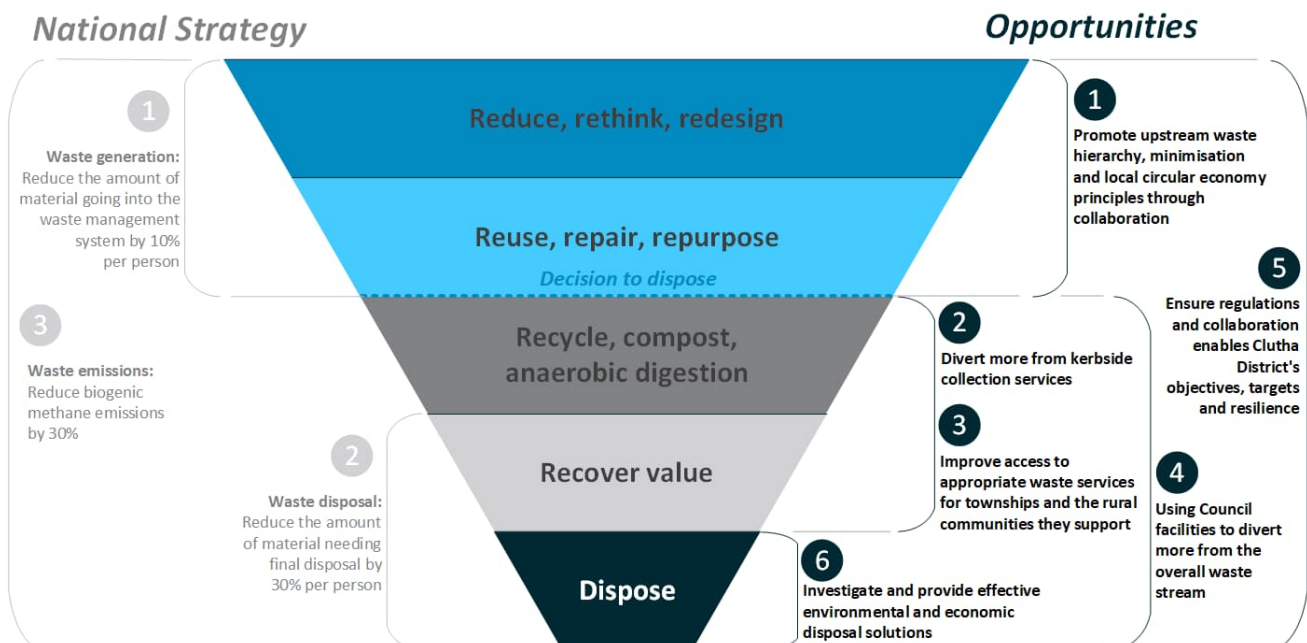 National Strategy
Opportunities
1
Waste generation:
Reduce the amount of
material going into the
waste management
system by 10%
per person
3
Waste emissions:
Reduce biogenic
methane emissions
by 30%
2
Waste disposal:
Reduce the amount
of material needing
final disposal by
30% per person
Reduce, rethink, redesign
Reuse, repair, repurpose
Decision to dispose
Recycle, compost,
anaerobic digestion
Recover value
Dispose
1
Promote upstream waste
hierarchy, minimisation
and local circular economy
principles through
collaboration
2
Divert more from kerbside
collection services
3
Improve access to
appropriate waste services
for townships and the rural
communities they support
4
Using Council
facilities to divert
more from the
overall waste
stream
5
Ensure regulations
and collaboration
enables Clutha
District's
objectives, targets
and resilience
6
Investigate and provide effective
environmental and economic
disposal solutions